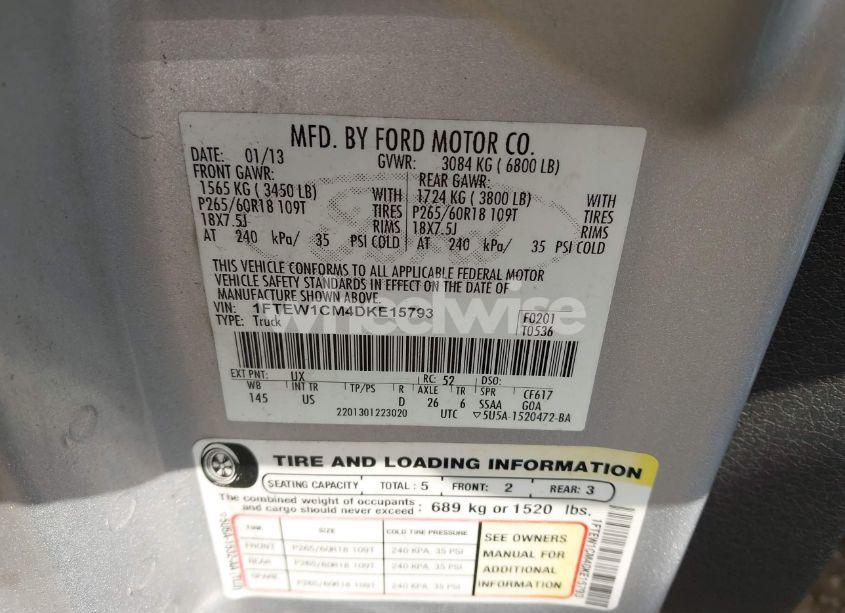 MFD. BY FORD MOTOR CO.
DATE: 01/13 GVWR: 3084 KG ( 6800 LB)
FRONT GAWR: REAR GAWR:
1565 KG ( 3450 LB) WITH 1724 KG ( 3800 LB) WITH
P265/60R18 109T TIRES P265/60R18 109T TIRES
18X7.5J RIMS 18X7.5J RIMS
AT 240 kPa/ 35 PSI COLD AT 240 kPa/ 35 PSI COLD
Ford
THIS VEHICLE CONFORMS TO ALL APPLICABLE FEDERAL MOTOR
VEHICLE SAFETY STANDARDS IN EFFECT ON THE DATE OF
MANUFACTURE SHOWN ABOVE.
VIN: 1FTEW1CM4DKE15793 F0201
TYPE: Truck T0536
wheelwise
EXT PNT: UX RC: 52 DSO:
WB INT TR TP/PS R AXLE TR SPR CF617
145 US D 26 6 SSAA GOA
2201301223020 UTC ▽5U5A-1520472-BA
TIRE AND LOADING INFORMATION
SEATING CAPACITY TOTAL : 5 FRONT: 2 REAR: 3
The combined weight of occupants
and cargo should never exceed : 689 kg or 1520 lbs.
TIRE SIZE COLD TIRE PRESSURE
FRONT P265/60R18 109T 240 KPA, 35 PSI
REAR P265/60R18 109T 240 KPA, 35 PSI
SPARE P265/60R18 109T 240 KPA, 35 PSI
SEE OWNERS
MANUAL FOR
ADDITIONAL
INFORMATION
1FTEW1CM4DKE15793